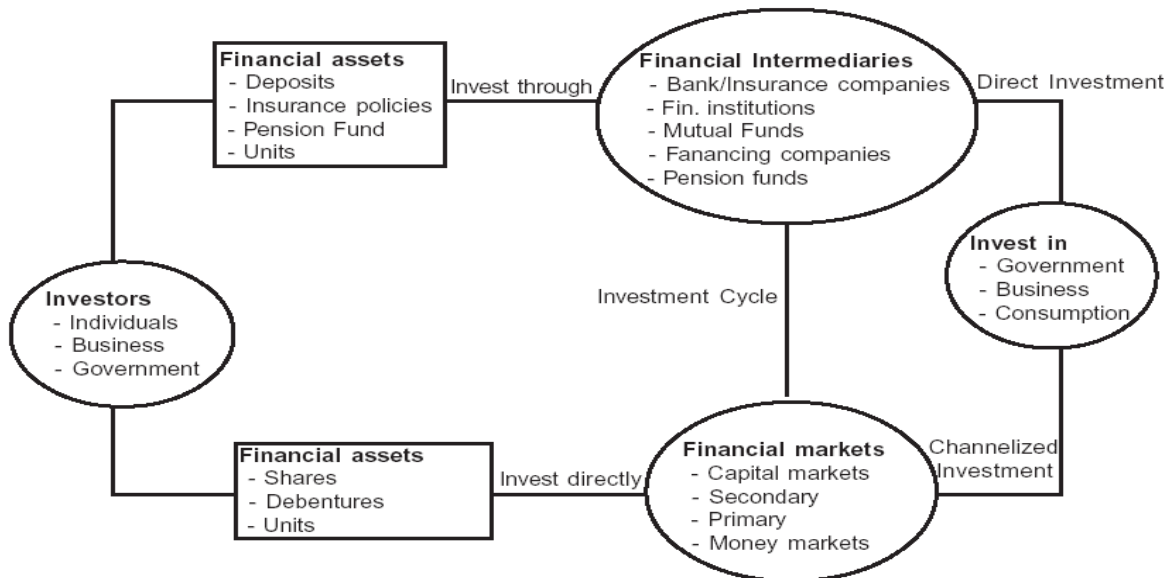 Financial assets
- Deposits
- Insurance policies
- Pension Fund
- Units
Invest through
Financial Intermediaries
- Bank/Insurance companies
- Fin. institutions
- Mutual Funds
- Fanancing companies
- Pension funds
Direct Investment
Investors
- Individuals
- Business
- Government
Investment Cycle
Invest in
- Government
- Business
- Consumption
Financial assets
- Shares
- Debentures
- Units
Invest directly
Financial markets
- Capital markets
- Secondary
- Primary
- Money markets
Channelized
Investment